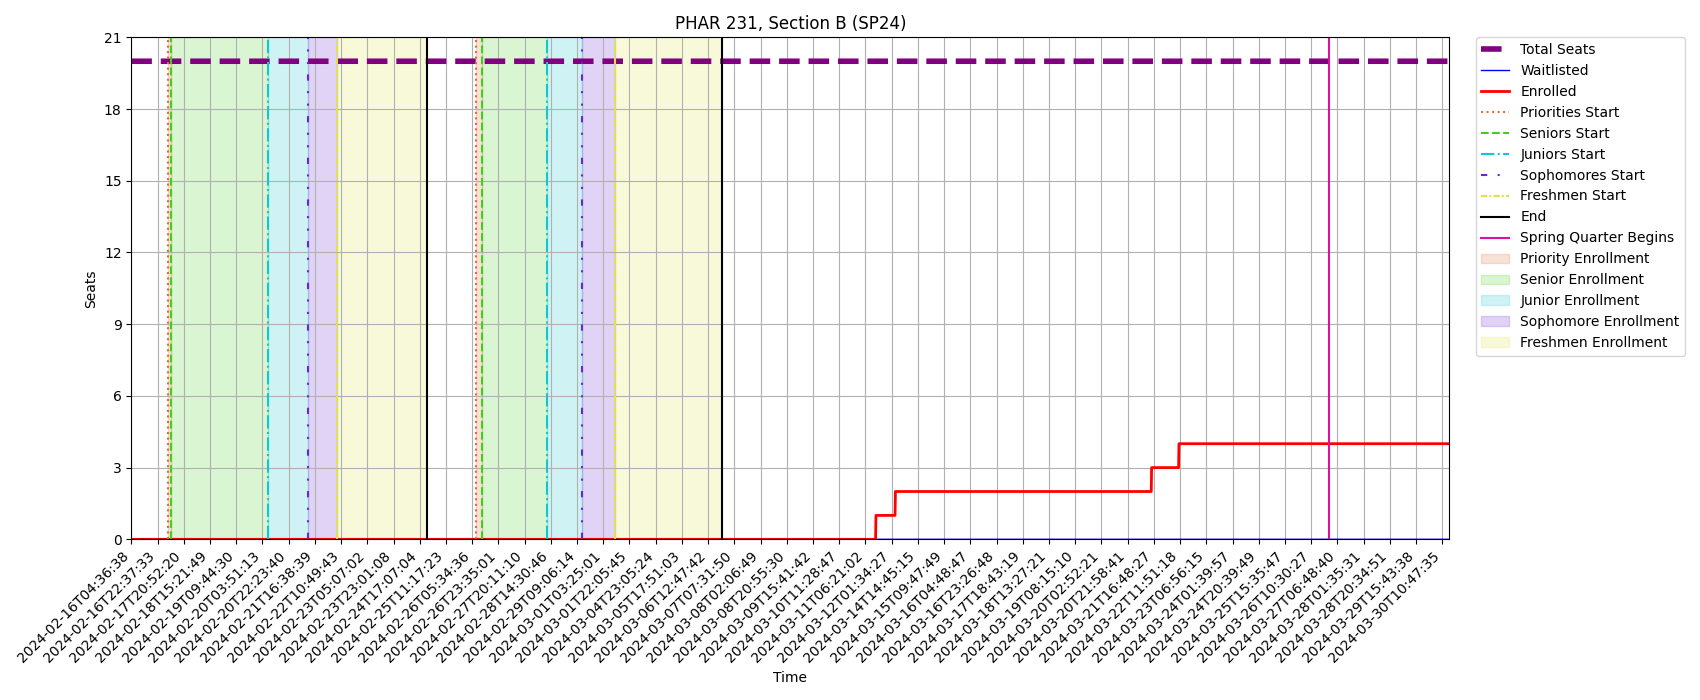 PHAR 231, Section B (SP24)
Seats
21
18
15
12
9
6
3
0
2024-02-16T04:36:38
2024-02-16T22:37:33
2024-02-17T20:52:20
2024-02-18T15:21:49
2024-02-19T09:44:30
2024-02-20T03:51:13
2024-02-20T22:23:40
2024-02-21T16:38:39
2024-02-22T10:49:43
2024-02-23T05:07:02
2024-02-23T23:01:08
2024-02-24T17:07:04
2024-02-25T11:17:23
2024-02-26T05:34:36
2024-02-26T23:35:01
2024-02-27T20:11:10
2024-02-28T14:30:46
2024-02-29T09:06:14
2024-03-01T03:25:01
2024-03-01T22:05:45
2024-03-04T23:05:24
2024-03-05T17:51:03
2024-03-06T12:47:42
2024-03-07T07:31:50
2024-03-08T02:06:49
2024-03-08T20:55:30
2024-03-09T15:41:42
2024-03-10T11:28:47
2024-03-11T06:21:02
2024-03-12T01:34:27
2024-03-14T14:45:15
2024-03-15T09:47:49
2024-03-16T04:48:47
2024-03-16T23:26:48
2024-03-17T18:43:19
2024-03-18T13:27:21
2024-03-19T08:15:10
2024-03-20T02:52:21
2024-03-20T21:58:41
2024-03-21T16:48:27
2024-03-22T11:51:18
2024-03-23T06:56:15
2024-03-24T01:39:57
2024-03-24T20:39:49
2024-03-25T15:35:47
2024-03-26T10:30:27
2024-03-27T06:48:40
2024-03-28T01:35:31
2024-03-28T20:34:51
2024-03-29T15:43:38
2024-03-30T10:47:35
Time
Total Seats
Waitlisted
Enrolled
Priorities Start
Seniors Start
Juniors Start
Sophomores Start
Freshmen Start
End
Spring Quarter Begins
Priority Enrollment
Senior Enrollment
Junior Enrollment
Sophomore Enrollment
Freshmen Enrollment